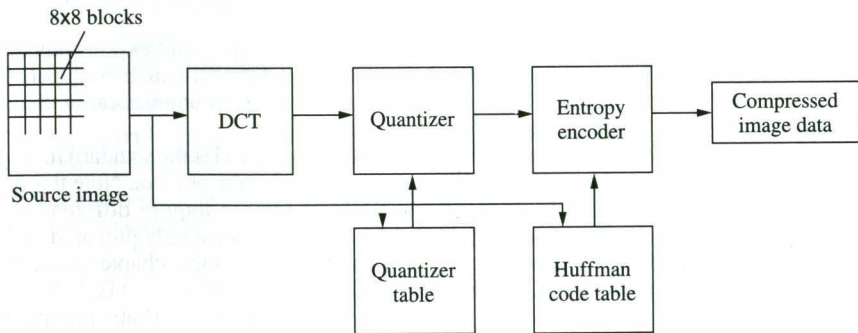 8x8 blocks
DCT
Quantizer
Entropy
encoder
Compressed
image data
Source image
Quantizer
table
Huffman
code table